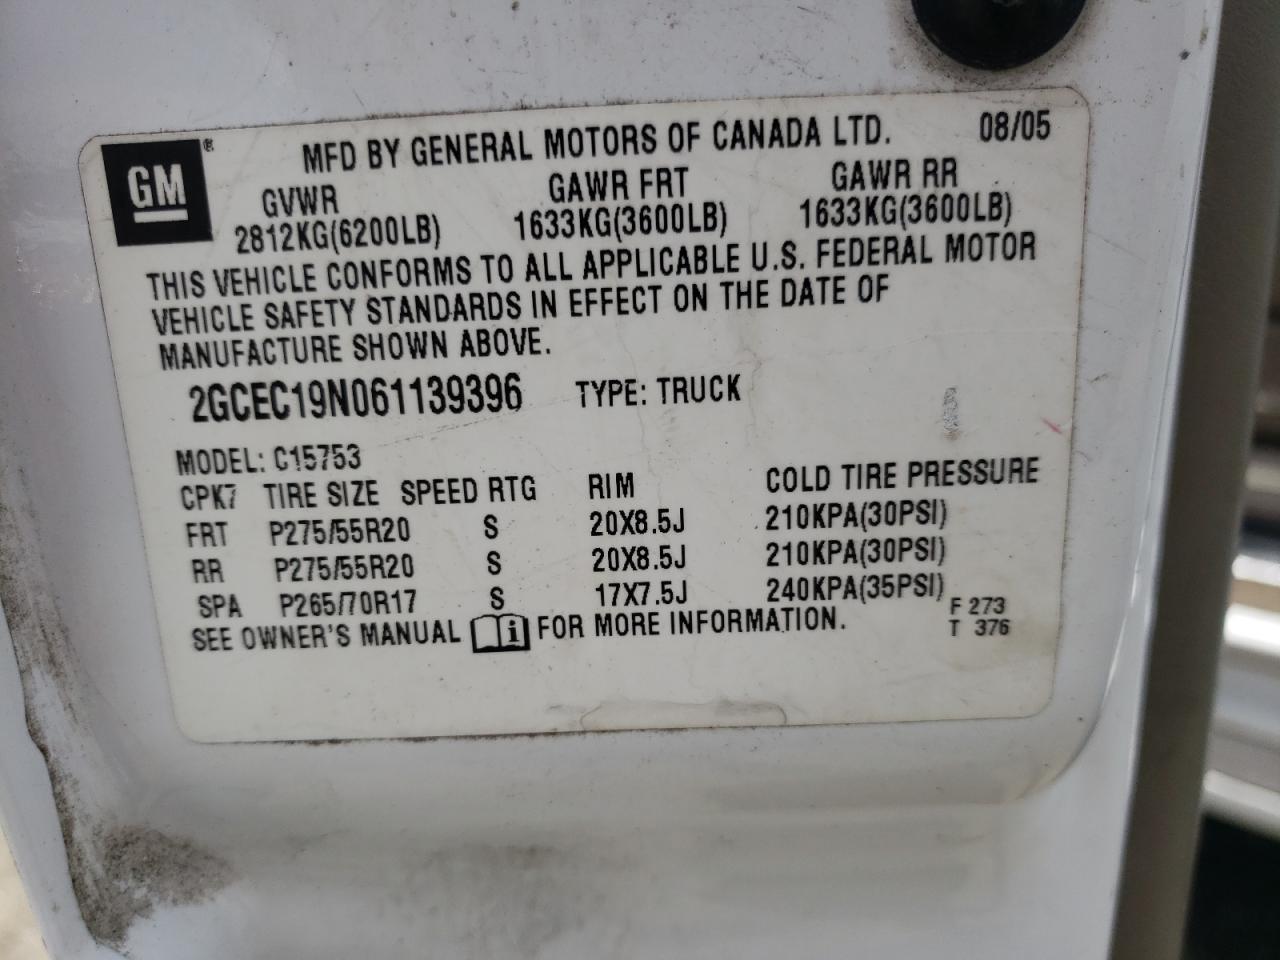 GM ® MFD BY GENERAL MOTORS OF CANADA LTD. 08/05
GVWR GAWR FRT GAWR RR
2812KG(6200LB) 1633KG(3600LB) 1633KG(3600LB)
THIS VEHICLE CONFORMS TO ALL APPLICABLE U.S. FEDERAL MOTOR
VEHICLE SAFETY STANDARDS IN EFFECT ON THE DATE OF
MANUFACTURE SHOWN ABOVE.
2GCEC19N061139396 TYPE: TRUCK
MODEL: C15753
CPK7 TIRE SIZE SPEED RTG RIM COLD TIRE PRESSURE
FRT P275/55R20 S 20X8.5J 210KPA(30PSI)
RR P275/55R20 S 20X8.5J 210KPA(30PSI)
SPA P265/70R17 S 17X7.5J 240KPA(35PSI)
SEE OWNER'S MANUAL i FOR MORE INFORMATION.
F 273
T 376